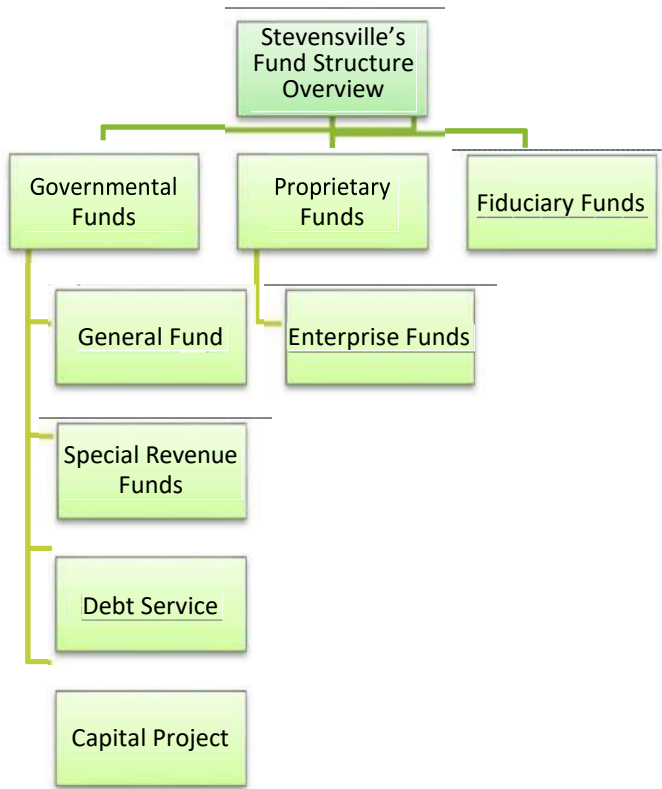 Stevensville’s
Fund Structure
Overview
Governmental
Funds
Proprietary
Funds
Fiduciary Funds
General Fund
Enterprise Funds
Special Revenue
Funds
Debt Service
Capital Project